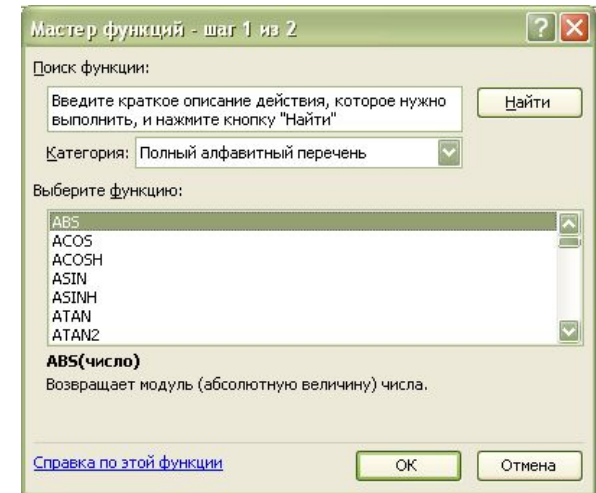 Мастер функций - шаг 1 из 2
Поиск функции:
Введите краткое описание действия, которое нужно
выполнить, и нажмите кнопку "Найти"
Найти
Категория: Полный алфавитный перечень
Выберите функцию:
ABS
ACOS
ACOSH
ASIN
ASINH
ATAN
ATAN2
ABS(число)
Возвращает модуль (абсолютную величину) числа.
Справка по этой функции
ОК
Отмена